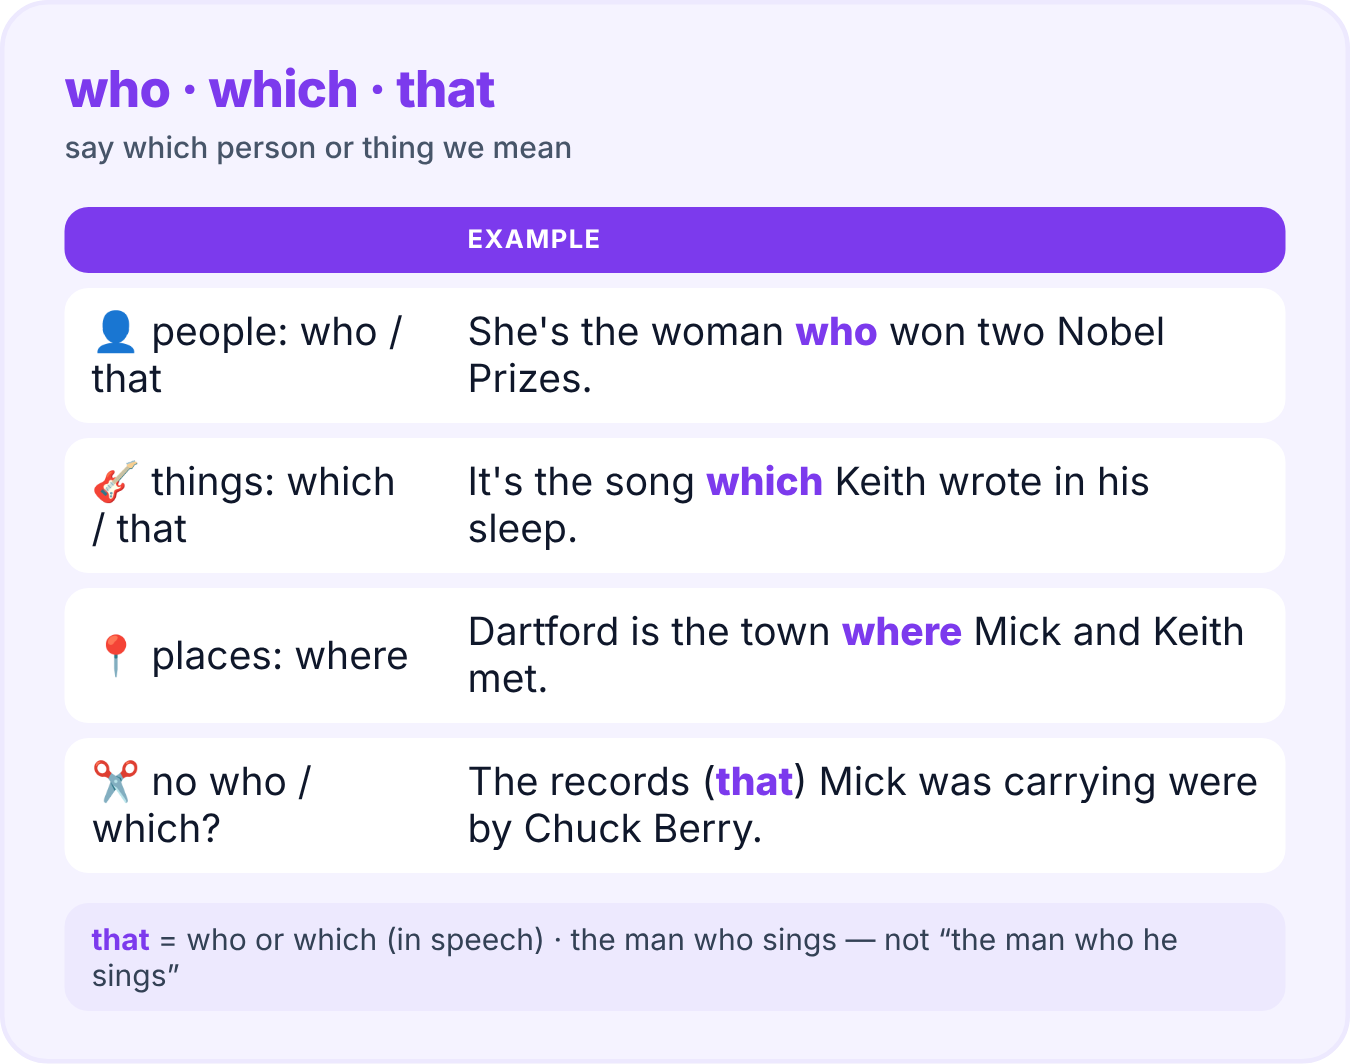 who · which · that
say which person or thing we mean
EXAMPLE
people: who /
that
She's the woman who won two Nobel
Prizes.
things: which
/ that
It's the song which Keith wrote in his
sleep.
places: where
Dartford is the town where Mick and Keith
met.
no who /
which?
The records (that) Mick was carrying were
by Chuck Berry.
that = who or which (in speech) · the man who sings — not “the man who he
sings”